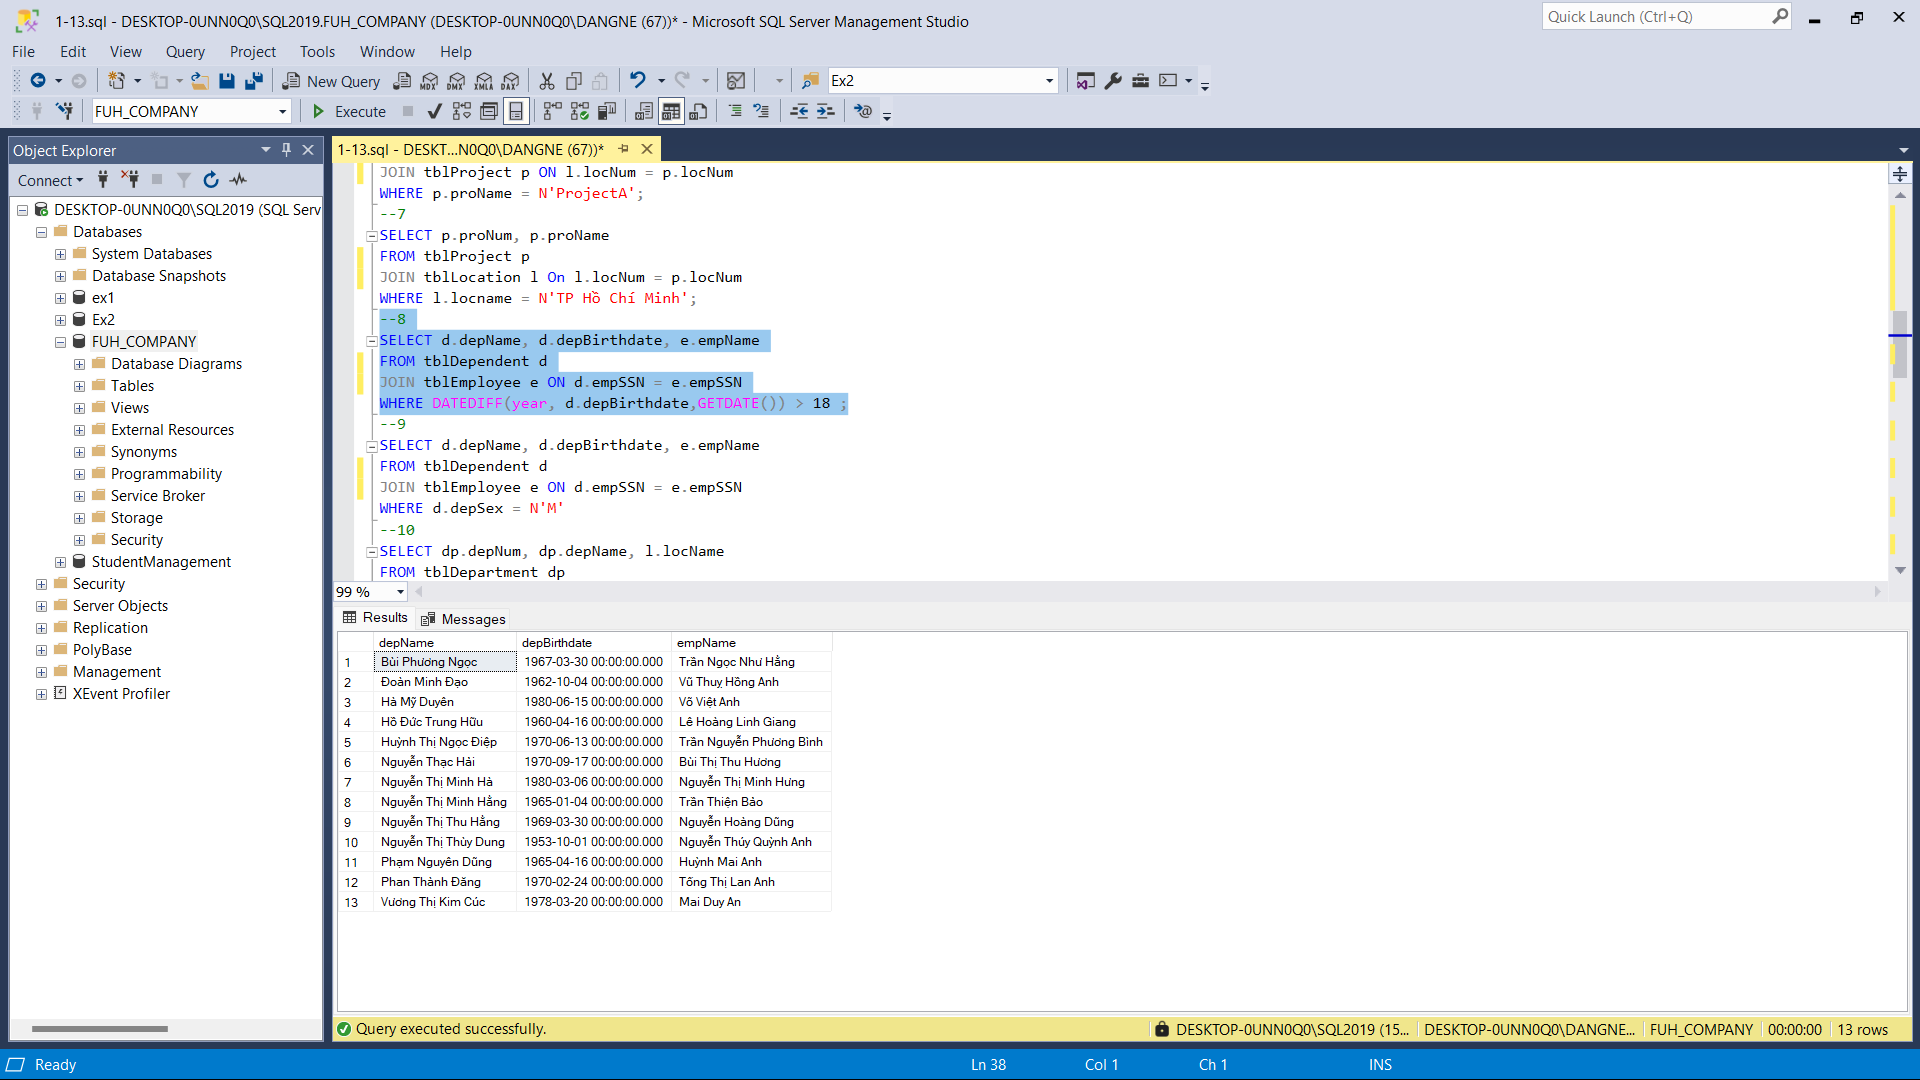 1-13.sql - DESKTOP-0UNN0Q0\SQL2019.FUH_COMPANY (DESKTOP-0UNN0Q0\DANGNE (67))* - Microsoft SQL Server Management Studio
Quick Launch (Ctrl+Q)
File Edit View Query Project Tools Window Help
New Query MDX DMX XMLA DAX Ex2
FUH_COMPANY Execute
Object Explorer
1-13.sql - DESKT...N0Q0\DANGNE (67))*
Connect
DESKTOP-0UNN0Q0\SQL2019 (SQL Serv
Databases
System Databases
Database Snapshots
ex1
Ex2
FUH_COMPANY
Database Diagrams
Tables
Views
External Resources
Synonyms
Programmability
Service Broker
Storage
Security
StudentManagement
Security
Server Objects
Replication
PolyBase
Management
XEvent Profiler
JOIN tblProject p ON l.locNum = p.locNum
WHERE p.proName = N'ProjectA';
--7
SELECT p.proNum, p.proName
FROM tblProject p
JOIN tblLocation l On l.locNum = p.locNum
WHERE l.locname = N'TP Hồ Chí Minh';
--8
SELECT d.depName, d.depBirthdate, e.empName
FROM tblDependent d
JOIN tblEmployee e ON d.empSSN = e.empSSN
WHERE DATEDIFF(year, d.depBirthdate,GETDATE()) > 18 ;
--9
SELECT d.depName, d.depBirthdate, e.empName
FROM tblDependent d
JOIN tblEmployee e ON d.empSSN = e.empSSN
WHERE d.depSex = N'M'
--10
SELECT dp.depNum, dp.depName, l.locName
FROM tblDepartment dp
99 %
Results Messages
depName depBirthdate empName
1 Bùi Phương Ngọc 1967-03-30 00:00:00.000 Trần Ngọc Như Hằng
2 Đoàn Minh Đạo 1962-10-04 00:00:00.000 Vũ Thuỵ Hồng Anh
3 Hà Mỹ Duyên 1980-06-15 00:00:00.000 Võ Việt Anh
4 Hồ Đức Trung Hữu 1960-04-16 00:00:00.000 Lê Hoàng Linh Giang
5 Huỳnh Thị Ngọc Điệp 1970-06-13 00:00:00.000 Trần Nguyễn Phương Bình
6 Nguyễn Thạc Hải 1970-09-17 00:00:00.000 Bùi Thị Thu Hương
7 Nguyễn Thị Minh Hà 1980-03-06 00:00:00.000 Nguyễn Thị Minh Hưng
8 Nguyễn Thị Minh Hằng 1965-01-04 00:00:00.000 Trần Thiện Bảo
9 Nguyễn Thị Thu Hằng 1969-03-30 00:00:00.000 Nguyễn Hoàng Dũng
10 Nguyễn Thị Thùy Dung 1953-10-01 00:00:00.000 Nguyễn Thúy Quỳnh Anh
11 Phạm Nguyên Dũng 1965-04-16 00:00:00.000 Huỳnh Mai Anh
12 Phan Thành Đăng 1970-02-24 00:00:00.000 Tống Thị Lan Anh
13 Vương Thị Kim Cúc 1978-03-20 00:00:00.000 Mai Duy An
Query executed successfully.
DESKTOP-0UNN0Q0\SQL2019 (15... DESKTOP-0UNN0Q0\DANGNE... FUH_COMPANY 00:00:00 13 rows
Ready Ln 38 Col 1 Ch 1 INS